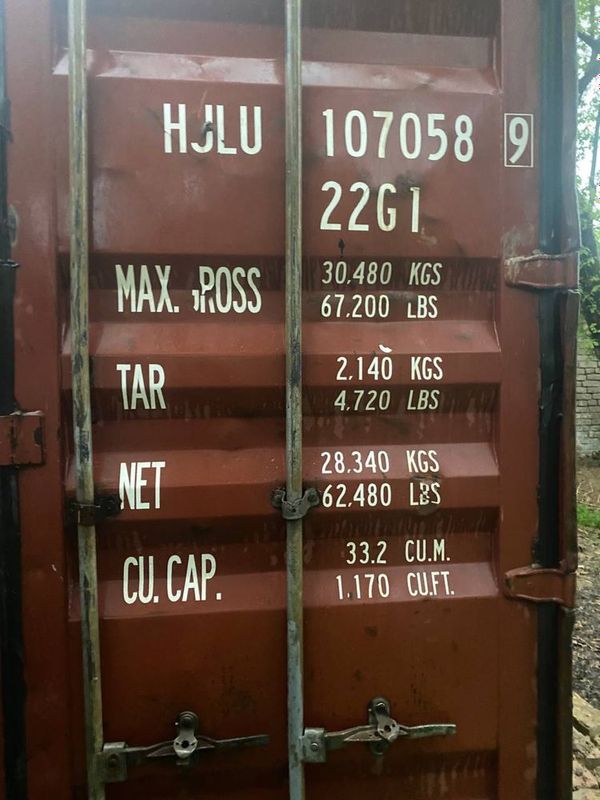 HJLU 107058 9
22G1
MAX. GROSS 30.480 KGS
67.200 LBS
TAR 2.140 KGS
4.720 LBS
NET 28.340 KGS
62.480 LBS
CU. CAP. 33.2 CU.M.
1.170 CU.FT.